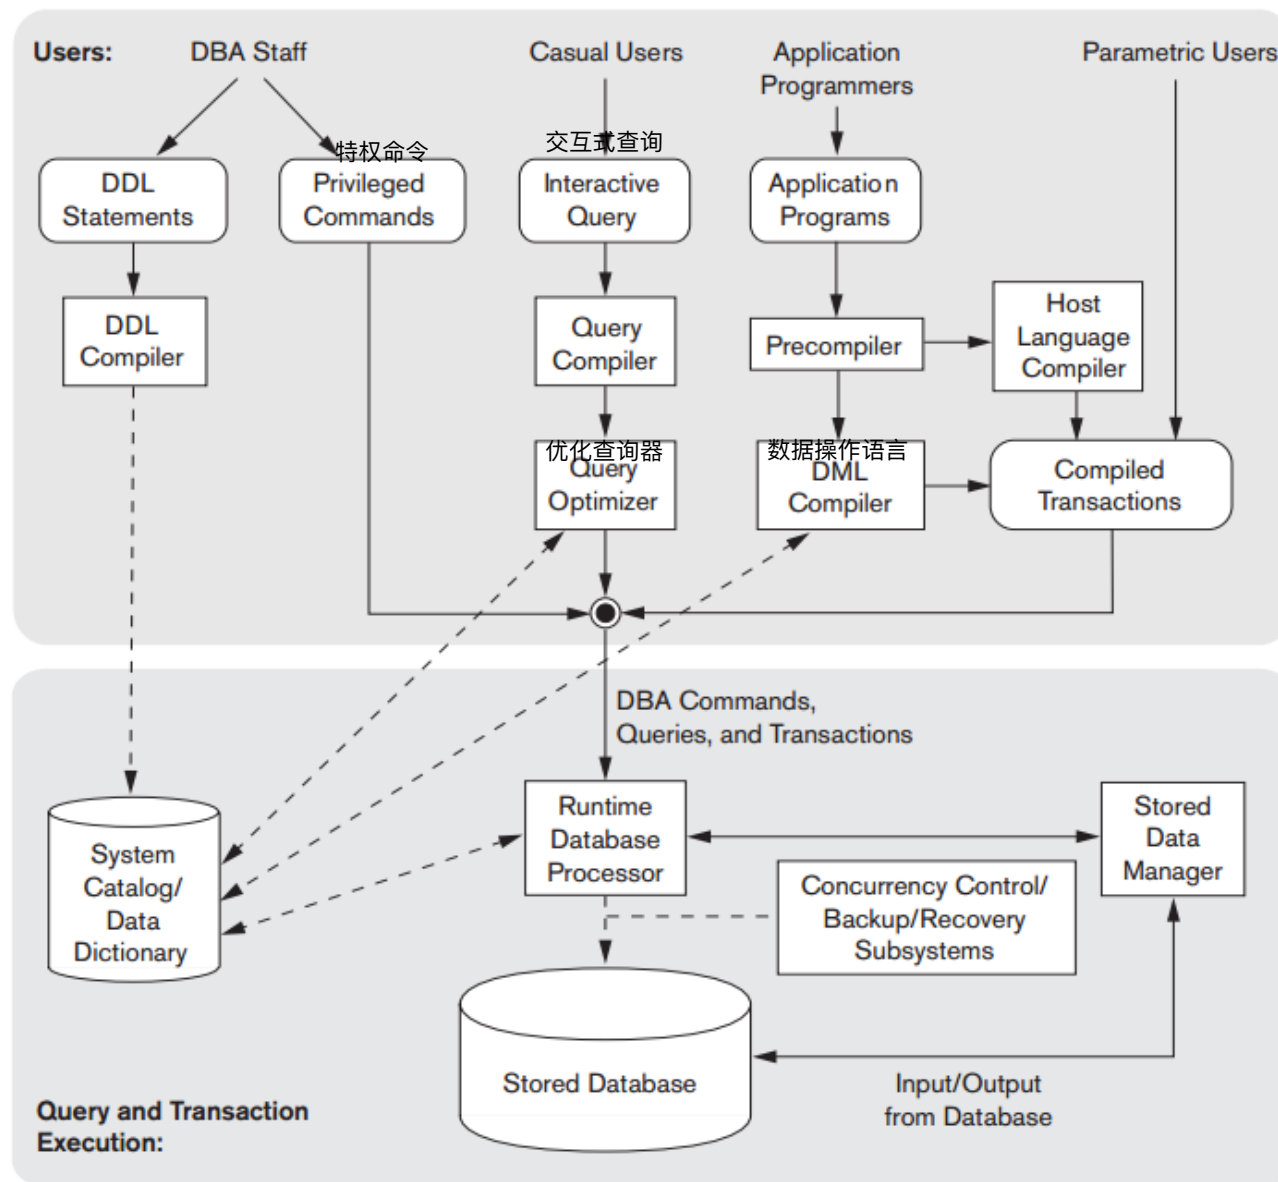 Users:
DBA Staff
Casual Users
Application
Programmers
Parametric Users
特权命令
交互式查询
DDL
Statements
Privileged
Commands
Interactive
Query
Application
Programs
DDL
Compiler
Query
Compiler
Precompiler
Host
Language
Compiler
优化查询器
Query
Optimizer
数据操作语言
DML
Compiler
Compiled
Transactions
DBA Commands,
Queries, and Transactions
System
Catalog/
Data
Dictionary
Runtime
Database
Processor
Stored
Data
Manager
Concurrency Control/
Backup/Recovery
Subsystems
Stored Database
Input/Output
from Database
Query and Transaction
Execution: